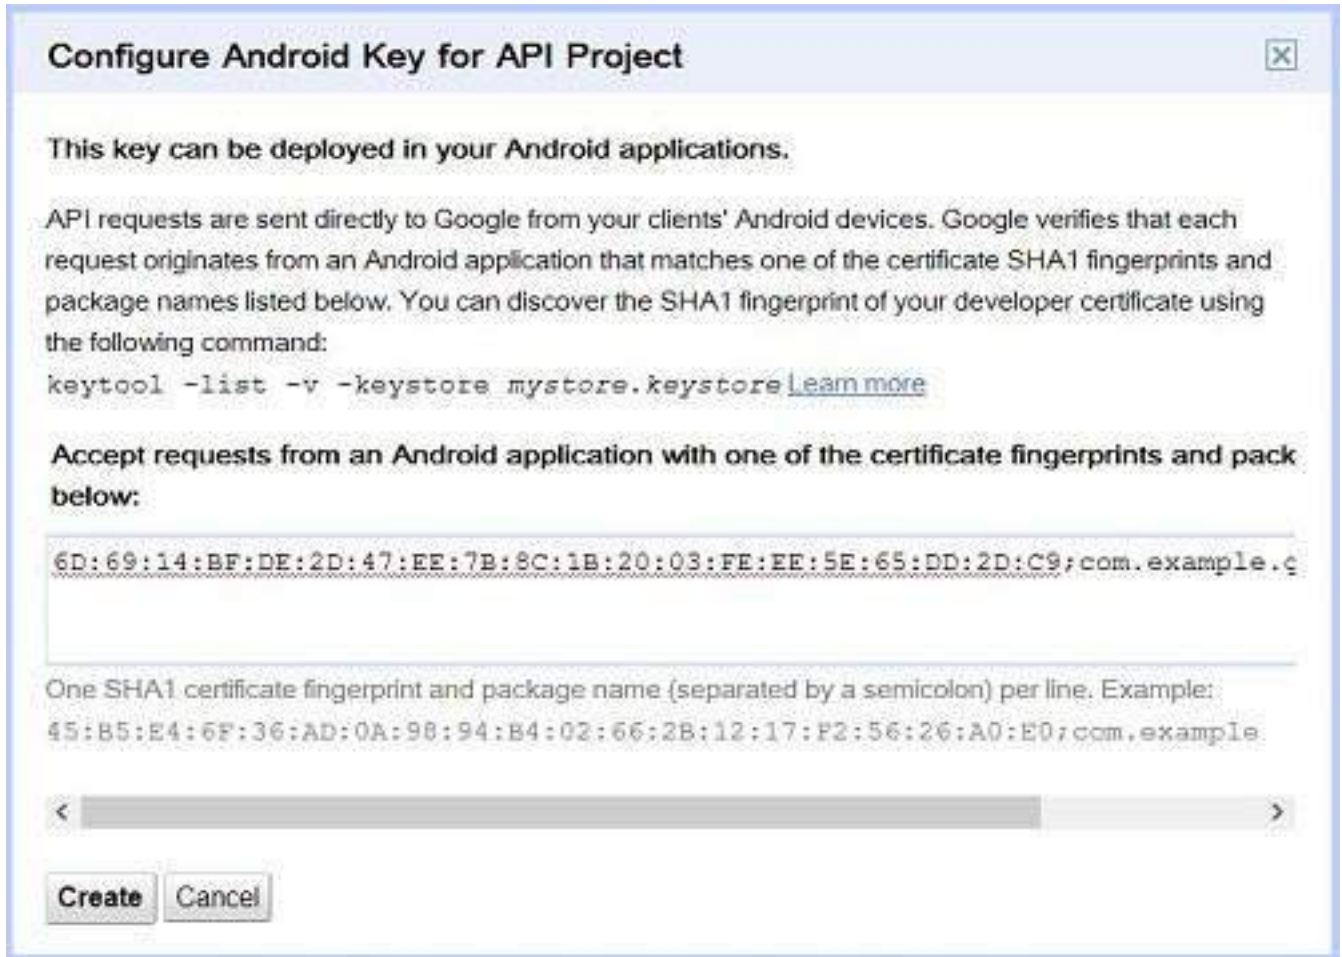 Configure Android Key for API Project
This key can be deployed in your Android applications.
API requests are sent directly to Google from your clients' Android devices. Google verifies that each
request originates from an Android application that matches one of the certificate SHA1 fingerprints and
package names listed below. You can discover the SHA1 fingerprint of your developer certificate using
the following command:
keytool -list -v -keystore mystore.keystore Learn more
Accept requests from an Android application with one of the certificate fingerprints and pack
below:
6D:69:14:BF:DE:2D:47:EE:7B:8C:1B:20:03:FE:EE:5E:65:DD:2D:C9;com.example.
One SHA1 certificate fingerprint and package name (separated by a semicolon) per line. Example:
45:B5:E4:6F:36:AD:0A:98:94:B4:02:66:2B:12:17:F2:56:26:A0:E0;com.example
Create Cancel